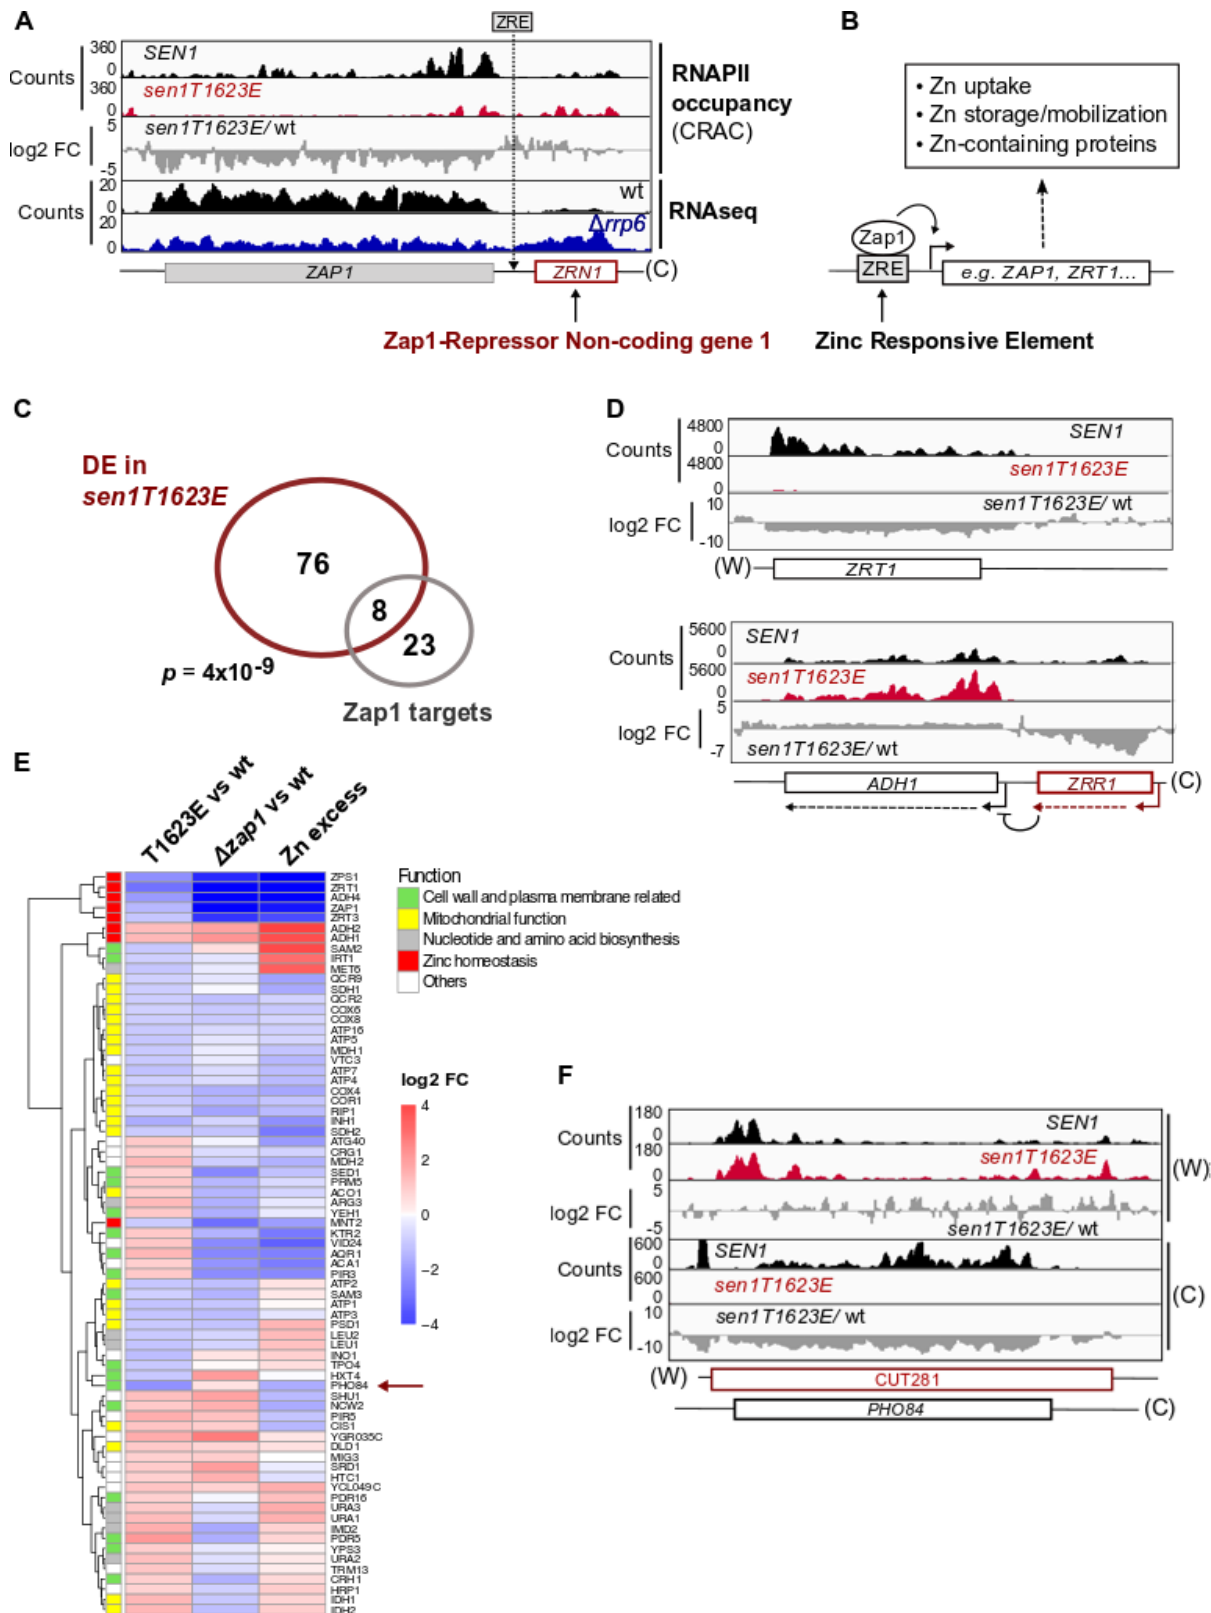 A
ZRE
360
0
Counts
360
0
SEN1
sen1T1623E
5
log2 FC
-5
sen1T1623E/ wt
RNAPII
occupancy
(CRAC)
20
0
Counts
20
0
wt
Δrrp6
RNAseq
ZAP1
ZRN1
(C)
Zap1-Repressor Non-coding gene 1
B
• Zn uptake
• Zn storage/mobilization
• Zn-containing proteins
Zap1
ZRE
e.g. ZAP1, ZRT1...
Zinc Responsive Element
C
DE in
sen1T1623E
76
8
23
p = 4x10-9
Zap1 targets
D
4800
0
Counts
4800
0
SEN1
sen1T1623E
10
log2 FC
-10
sen1T1623E/ wt
(W)
ZRT1
5600
0
Counts
5600
0
SEN1
sen1T1623E
5
log2 FC
-7
sen1T1623E/ wt
ADH1
ZRR1
(C)
E
T1623E vs wt
Δzap1 vs wt
Zn excess
ZPS1
ZRT1
ADH4
ZAP1
ZRT3
ADH2
ADH1
SAM2
IRT1
MET6
QCR9
SDH1
QCR2
COX6
COX8
ATP16
ATP5
MDH1
VTC3
ATP7
ATP4
COX4
COR1
RIP1
INH1
SDH2
ATG40
CRG1
MDH2
SED1
PRM5
ACO1
ARG3
YEH1
MNT2
KTR2
VID24
AQR1
ACA1
PIR3
ATP2
SAM3
ATP1
ATP3
PSD1
LEU2
LEU1
INO1
TPO4
HXT4
PHO84
SHU1
NCW2
PIR5
CIS1
YGR035C
DLD1
MIG3
SRD1
HTC1
YCL049C
PDR16
URA3
URA1
IMD2
PDR5
YPS3
URA2
TRM13
CRH1
HRP1
IDH1
IDH2
Function
Cell wall and plasma membrane related
Mitochondrial function
Nucleotide and amino acid biosynthesis
Zinc homeostasis
Others
log2 FC
4
2
0
−2
−4
F
180
0
Counts
180
0
SEN1
sen1T1623E
5
log2 FC
-5
sen1T1623E/ wt
(W)
600
0
Counts
600
0
SEN1
sen1T1623E
10
log2 FC
-10
sen1T1623E/ wt
(C)
(W)
CUT281
PHO84
(C)